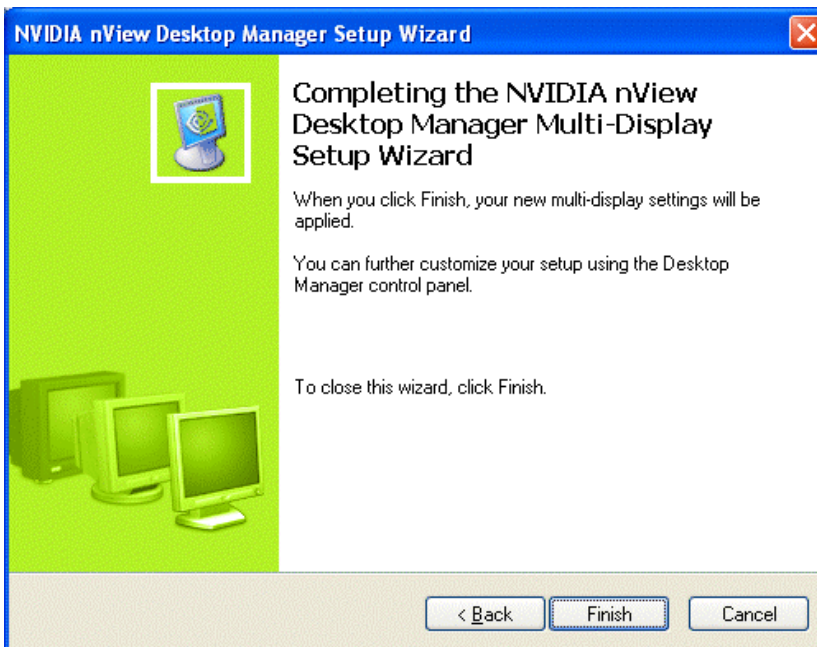 NVIDIA nView Desktop Manager Setup Wizard
Completing the NVIDIA nView
Desktop Manager Multi-Display
Setup Wizard
When you click Finish, your new multi-display settings will be
applied.
You can further customize your setup using the Desktop
Manager control panel.
To close this wizard, click Finish.
< Back
Finish
Cancel